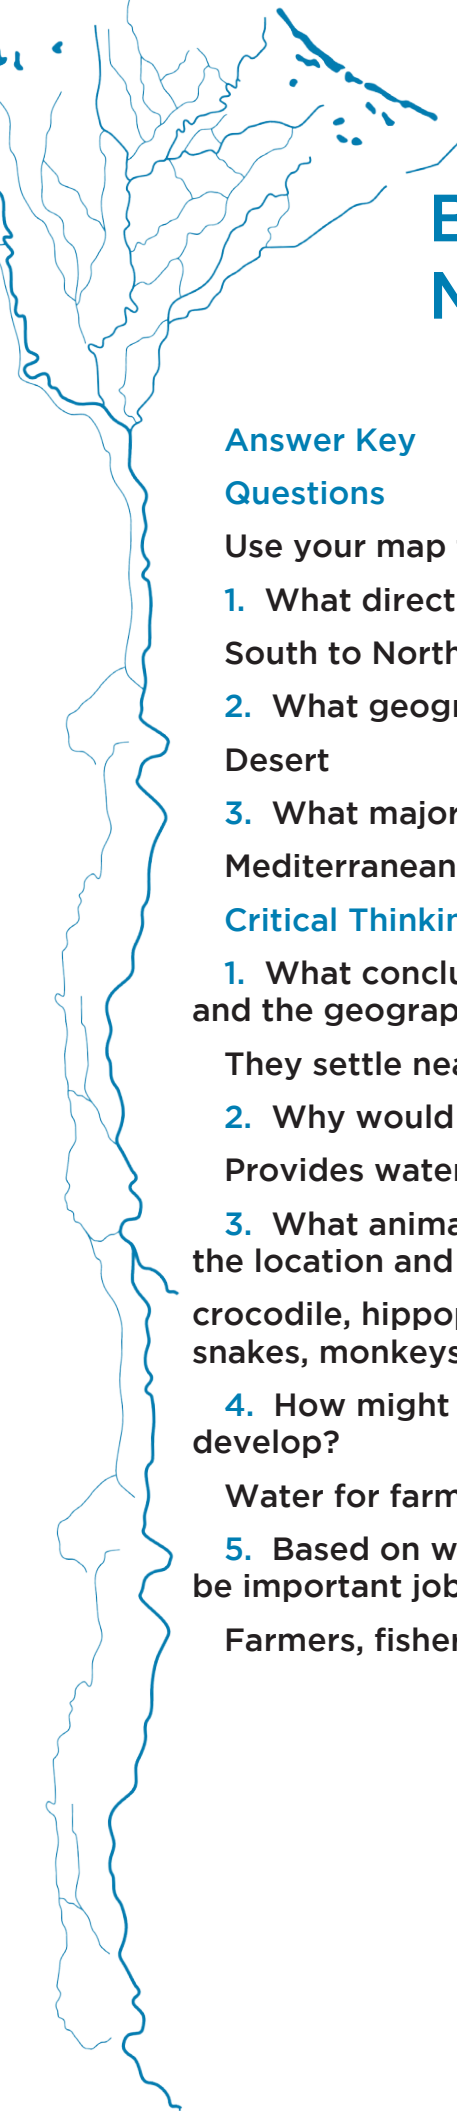 Answer Key
Questions
Use your map
1. What direct
South to North
2. What geogr
Desert
3. What major
Mediterranean
Critical Thinkin
1. What conclu
and the geograp
They settle nea
2. Why would
Provides water
3. What anima
the location and
crocodile, hippop
snakes, monkeys
4. How might
develop?
Water for farm
5. Based on w
be important job
Farmers, fisher